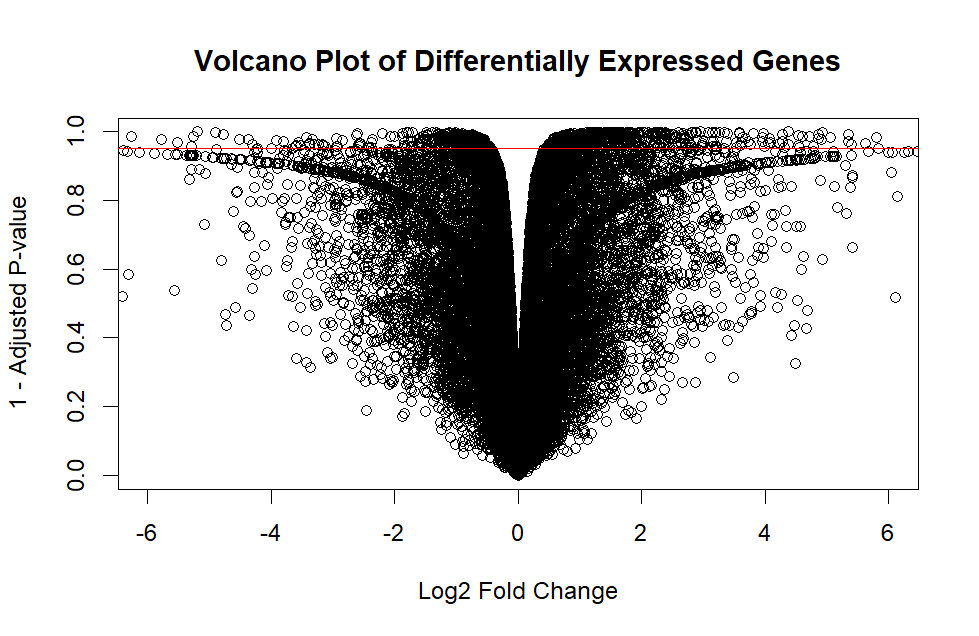 Volcano Plot of Differentially Expressed Genes
1 - Adjusted P-value
1.0
0.8
0.6
0.4
0.2
0.0
-6 -4 -2 0 2 4 6
Log2 Fold Change